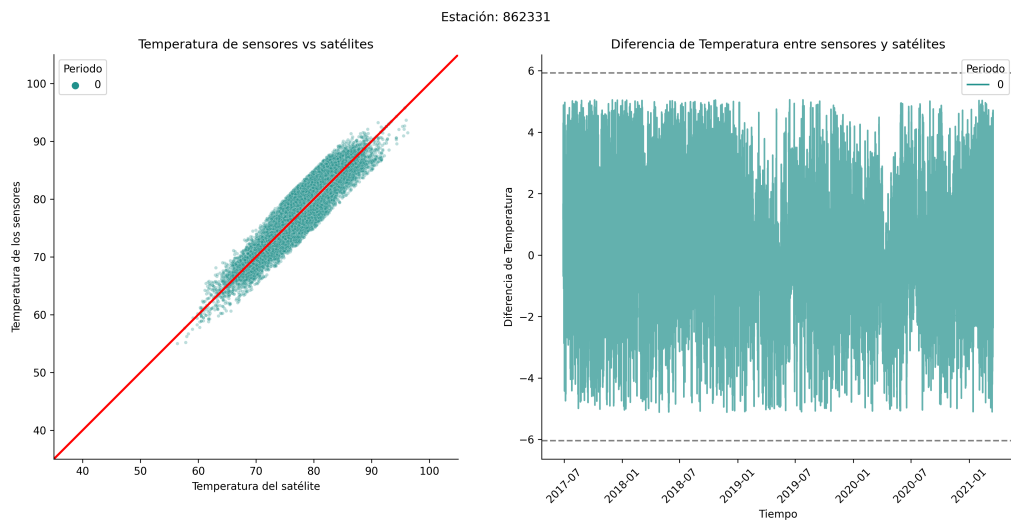 Estación: 862331
Temperatura de sensores vs satélites
Periodo
0
Temperatura de los sensores
100
90
80
70
60
50
40
40 50 60 70 80 90 100
Temperatura del satélite
Diferencia de Temperatura entre sensores y satélites
Periodo
0
Diferencia de Temperatura
6
4
2
0
−2
−4
−6
2017-07 2018-01 2018-07 2019-01 2019-07 2020-01 2020-07 2021-01
Tiempo